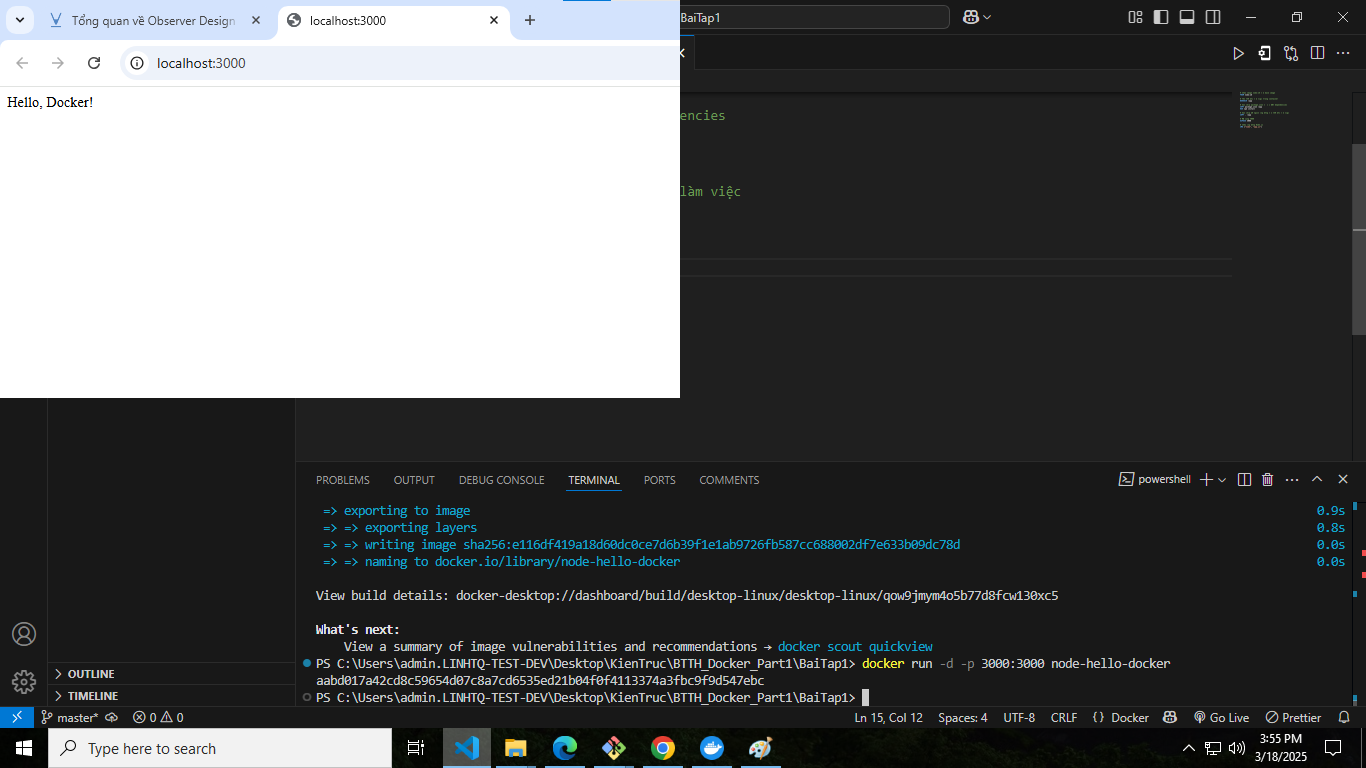 Tổng quan về Observer Design
localhost:3000
BaiTap1
localhost:3000
Hello, Docker!
encies
làm việc
PROBLEMS
OUTPUT
DEBUG CONSOLE
TERMINAL
PORTS
COMMENTS
powershell
=> exporting to image 0.9s
=> => exporting layers 0.8s
=> => writing image sha256:e116df419a18d60dc0ce7d6b39f1e1ab9726fb587cc688002df7e633b09dc78d 0.0s
=> => naming to docker.io/library/node-hello-docker 0.0s
View build details: docker-desktop://dashboard/build/desktop-linux/desktop-linux/qow9jmym4o5b77d8fcw130xc5
What's next:
View a summary of image vulnerabilities and recommendations → docker scout quickview
PS C:\Users\admin.LINHTQ-TEST-DEV\Desktop\KienTruc\BTTH_Docker_Part1\BaiTap1> docker run -d -p 3000:3000 node-hello-docker
aabd017a42cd8c59654d07c8a7cd6535ed21b04f0f4113374a3fbc9f9d547ebc
PS C:\Users\admin.LINHTQ-TEST-DEV\Desktop\KienTruc\BTTH_Docker_Part1\BaiTap1>
OUTLINE
TIMELINE
master*
0
0
Ln 15, Col 12
Spaces: 4
UTF-8
CRLF
{ } Docker
Go Live
Prettier
Type here to search
3:55 PM
3/18/2025